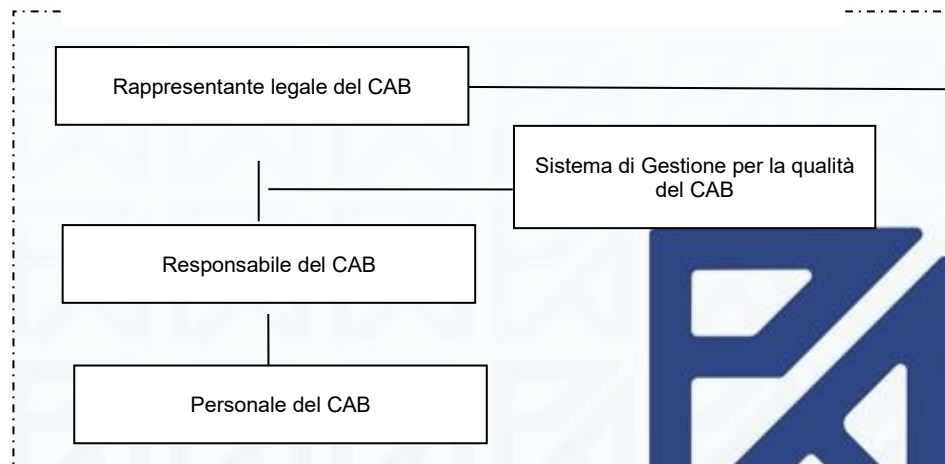 Rappresentante legale del CAB
Sistema di Gestione per la qualità
del CAB
Responsabile del CAB
Personale del CAB